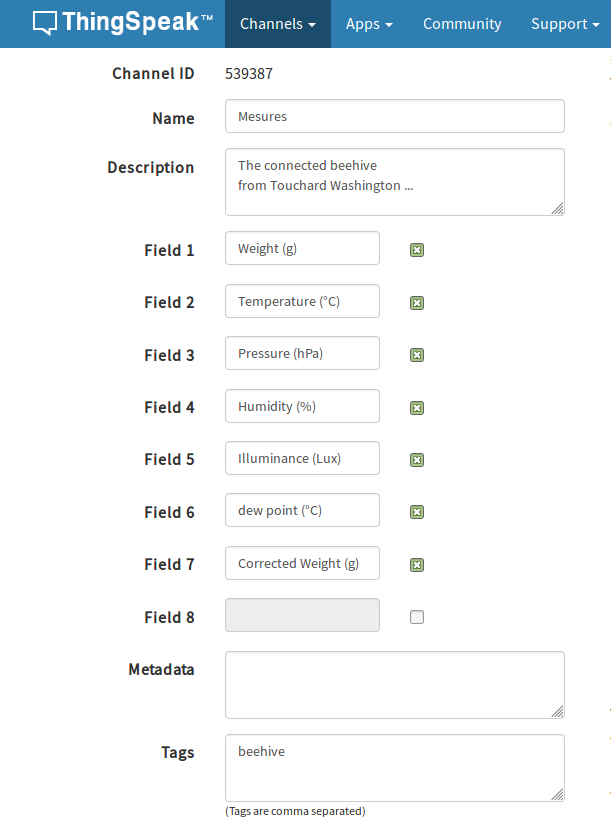 ThingSpeak™ Channels Apps Community Support
Channel ID 539387
Name Mesures
Description The connected beehive
from Touchard Washington ...
Field 1 Weight (g)
Field 2 Temperature (°C)
Field 3 Pressure (hPa)
Field 4 Humidity (%)
Field 5 Illuminance (Lux)
Field 6 dew point (°C)
Field 7 Corrected Weight (g)
Field 8
Metadata
Tags beehive
(Tags are comma separated)